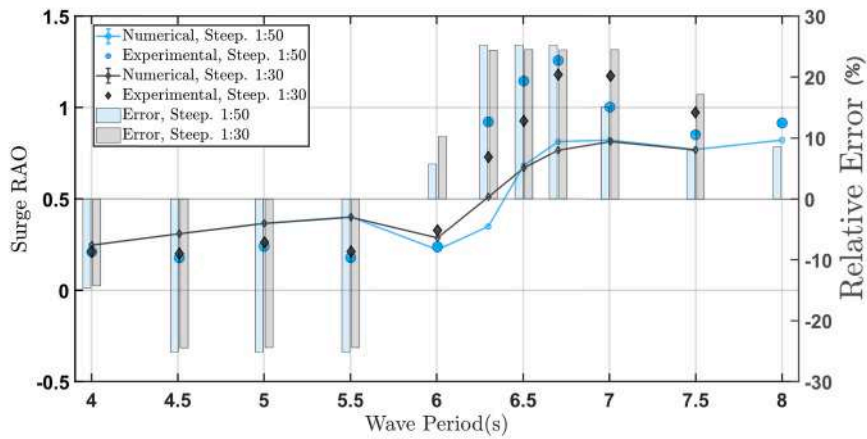 1.5
1
0.5
0
-0.5
Surge RAO
Numerical, Steep. 1:50
Experimental, Steep. 1:50
Numerical, Steep. 1:30
Experimental, Steep. 1:30
Error, Steep. 1:50
Error, Steep. 1:30
30
20
10
0
-10
-20
-30
Relative Error (%)
4 4.5 5 5.5 6 6.5 7 7.5 8
Wave Period(s)